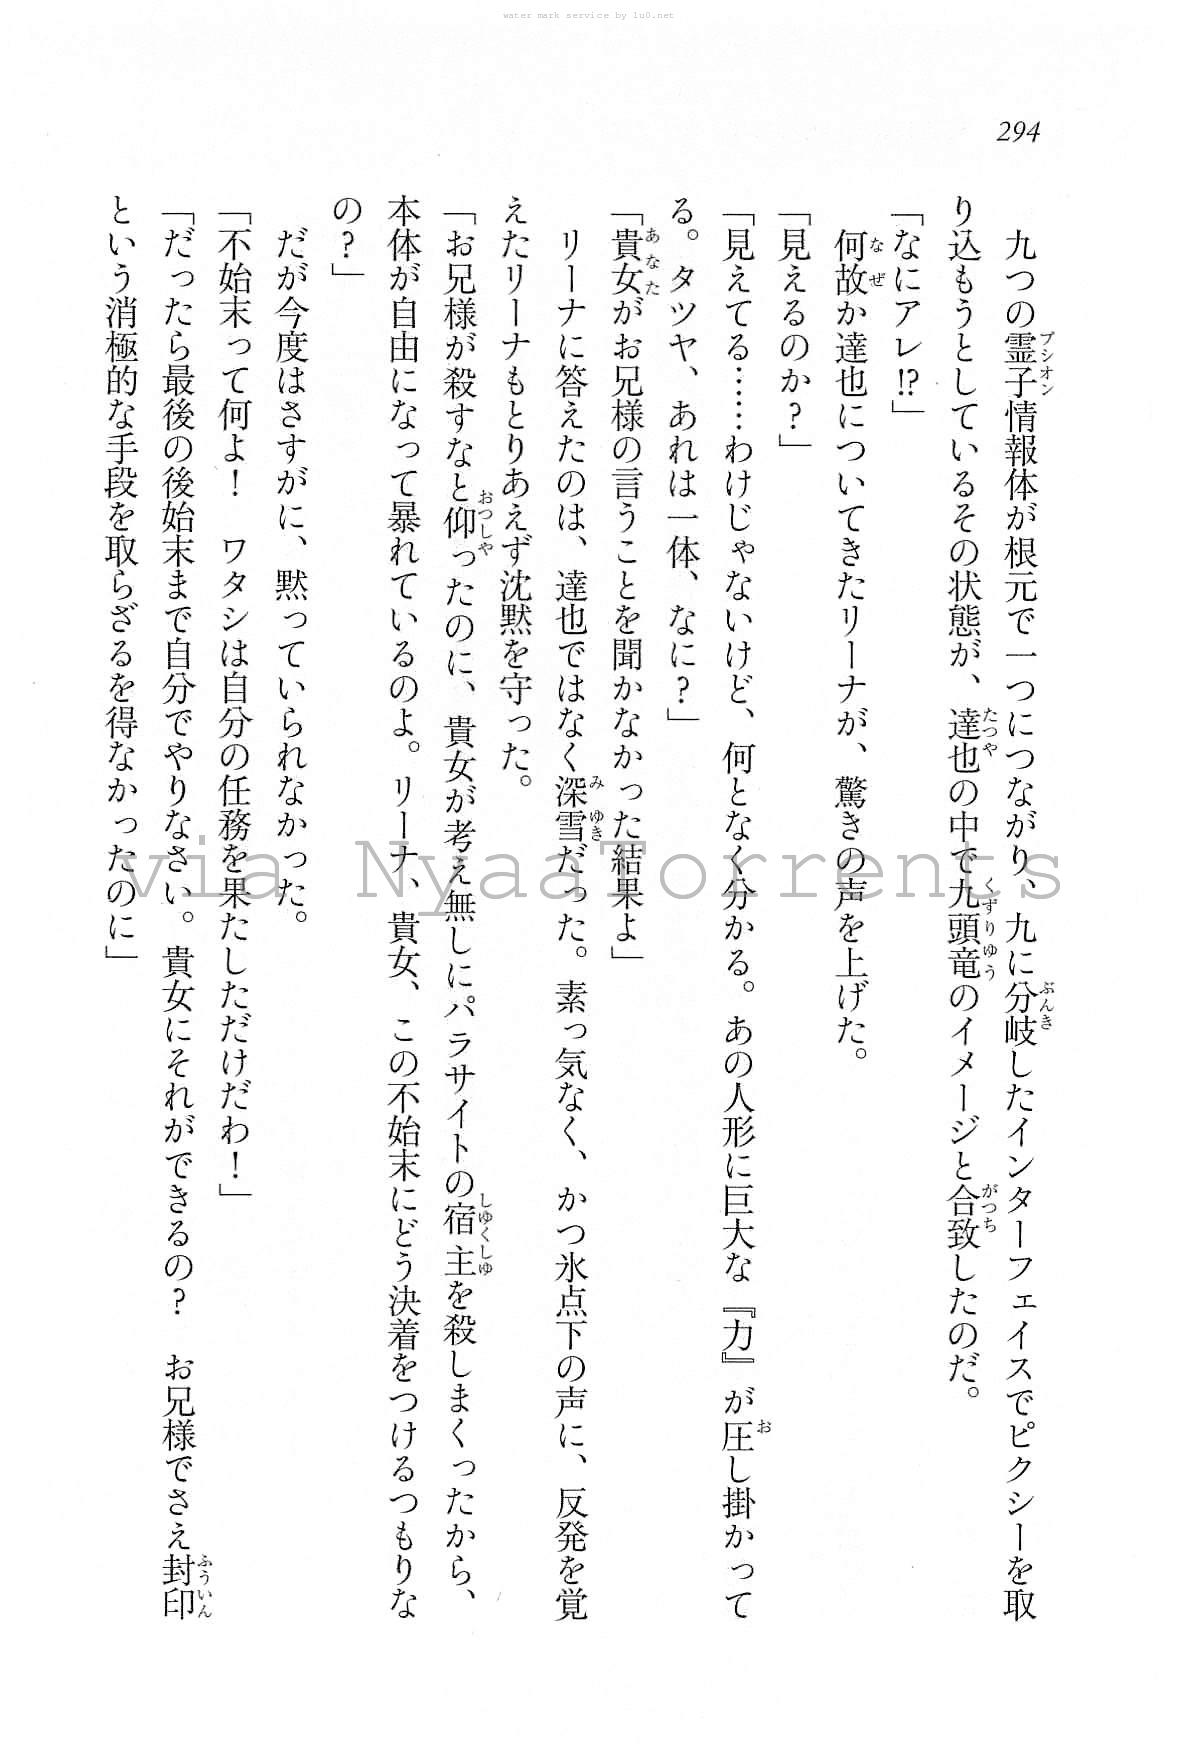 water mark service by lu0.net
294
　九つの霊子情報体が根元で一つにつながり、九に分岐したインターフェイスでピクシーを取
り込もうとしているその状態が、達也の中で九頭竜のイメージと合致したのだ。
「なにアレ!?」
　何故か達也についてきたリーナが、驚きの声を上げた。
「見えるのか？」
「見えてる……わけじゃないけど、何となく分かる。あの人形に巨大な『力』が圧し掛かって
る。タツヤ、あれは一体、なに？」
「貴女がお兄様の言うことを聞かなかった結果よ」
　リーナに答えたのは、達也ではなく深雪だった。素っ気なく、かつ氷点下の声に、反発を覚
えたリーナもとりあえず沈黙を守った。
「お兄様が殺すなと仰ったのに、貴女が考え無しにパラサイトの宿主を殺しまくったから、
本体が自由になって暴れているのよ。リーナ、貴女、この不始末にどう決着をつけるつもりな
の？」
　だが今度はさすがに、黙っていられなかった。
「不始末って何よ！　ワタシは自分の任務を果たしただけだわ！」
「だったら最後の後始末まで自分でやりなさい。貴女にそれができるの？　お兄様でさえ封印
という消極的な手段を取らざるを得なかったのに」
via NyaaTorrents